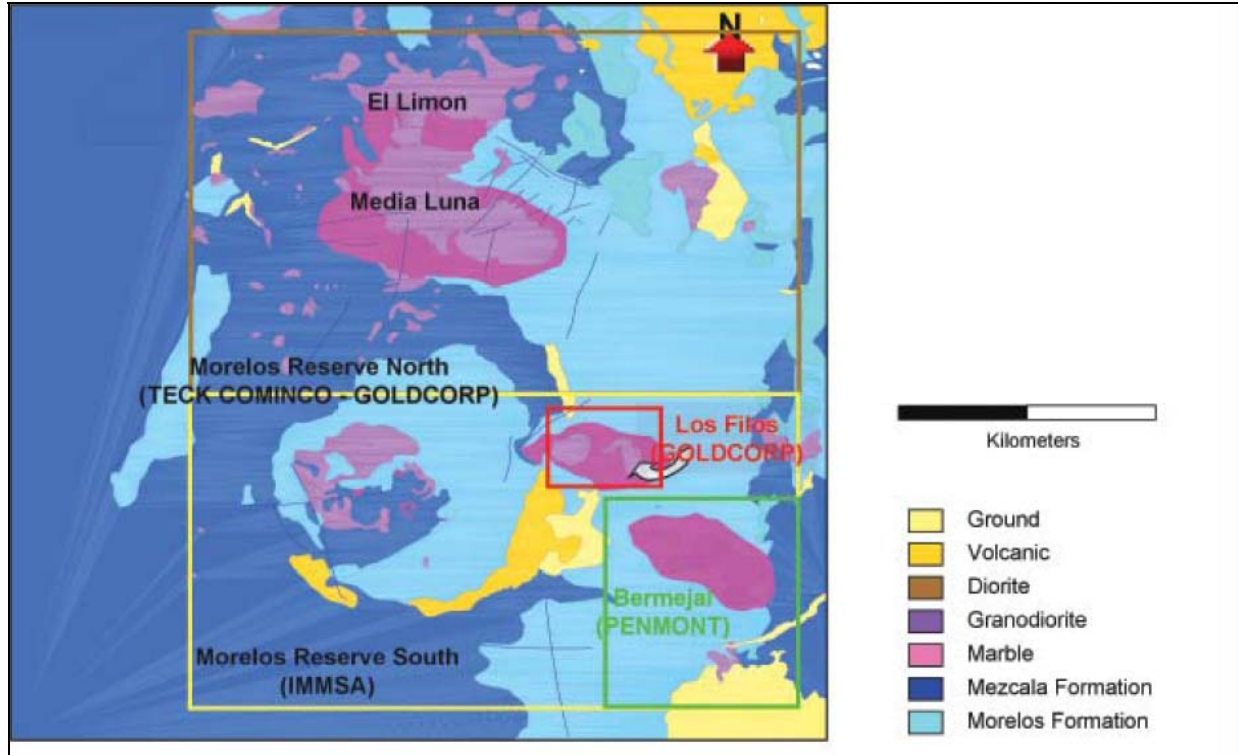 N
El Limon
Media Luna
Morelos Reserve North
(TECK COMINCO - GOLDCORP)
Los Filos
(GOLDCORP)
Bermejal
(PENMONT)
Morelos Reserve South
(IMMSA)
Kilometers
Ground
Volcanic
Diorite
Granodiorite
Marble
Mezcala Formation
Morelos Formation